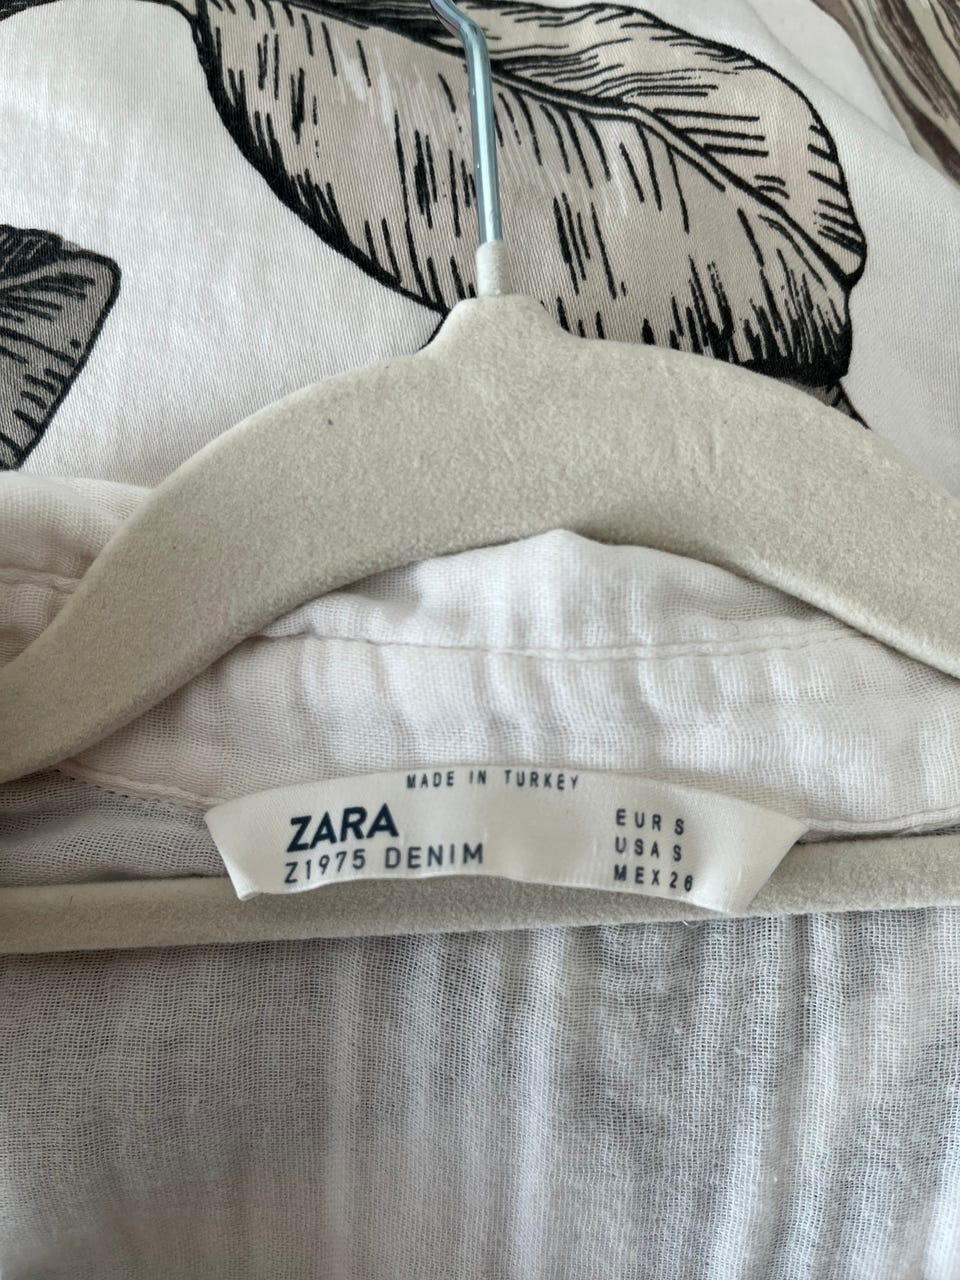 MADE IN TURKEY
ZARA
Z1975 DENIM
EUR S
USA S
MEX 26